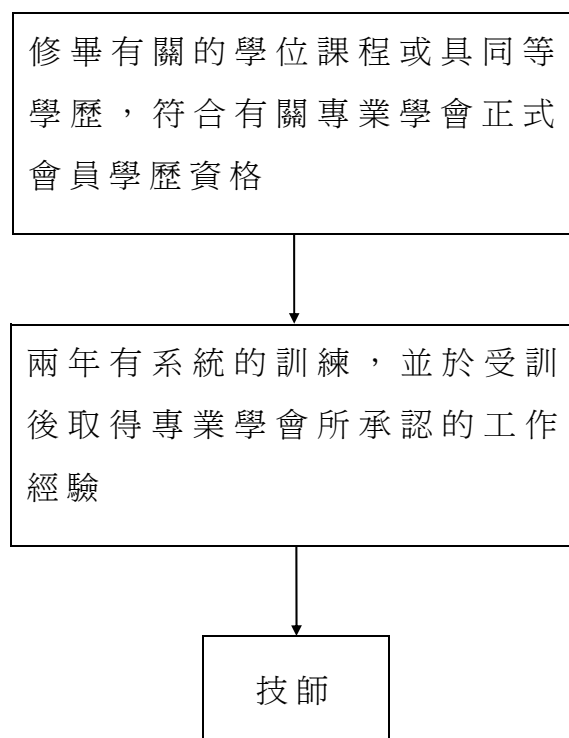 修畢有關的學位課程或具同等
學歷，符合有關專業學會正式
會員學歷資格
兩年有系統的訓練，並於受訓
後取得專業學會所承認的工作
經驗
技師